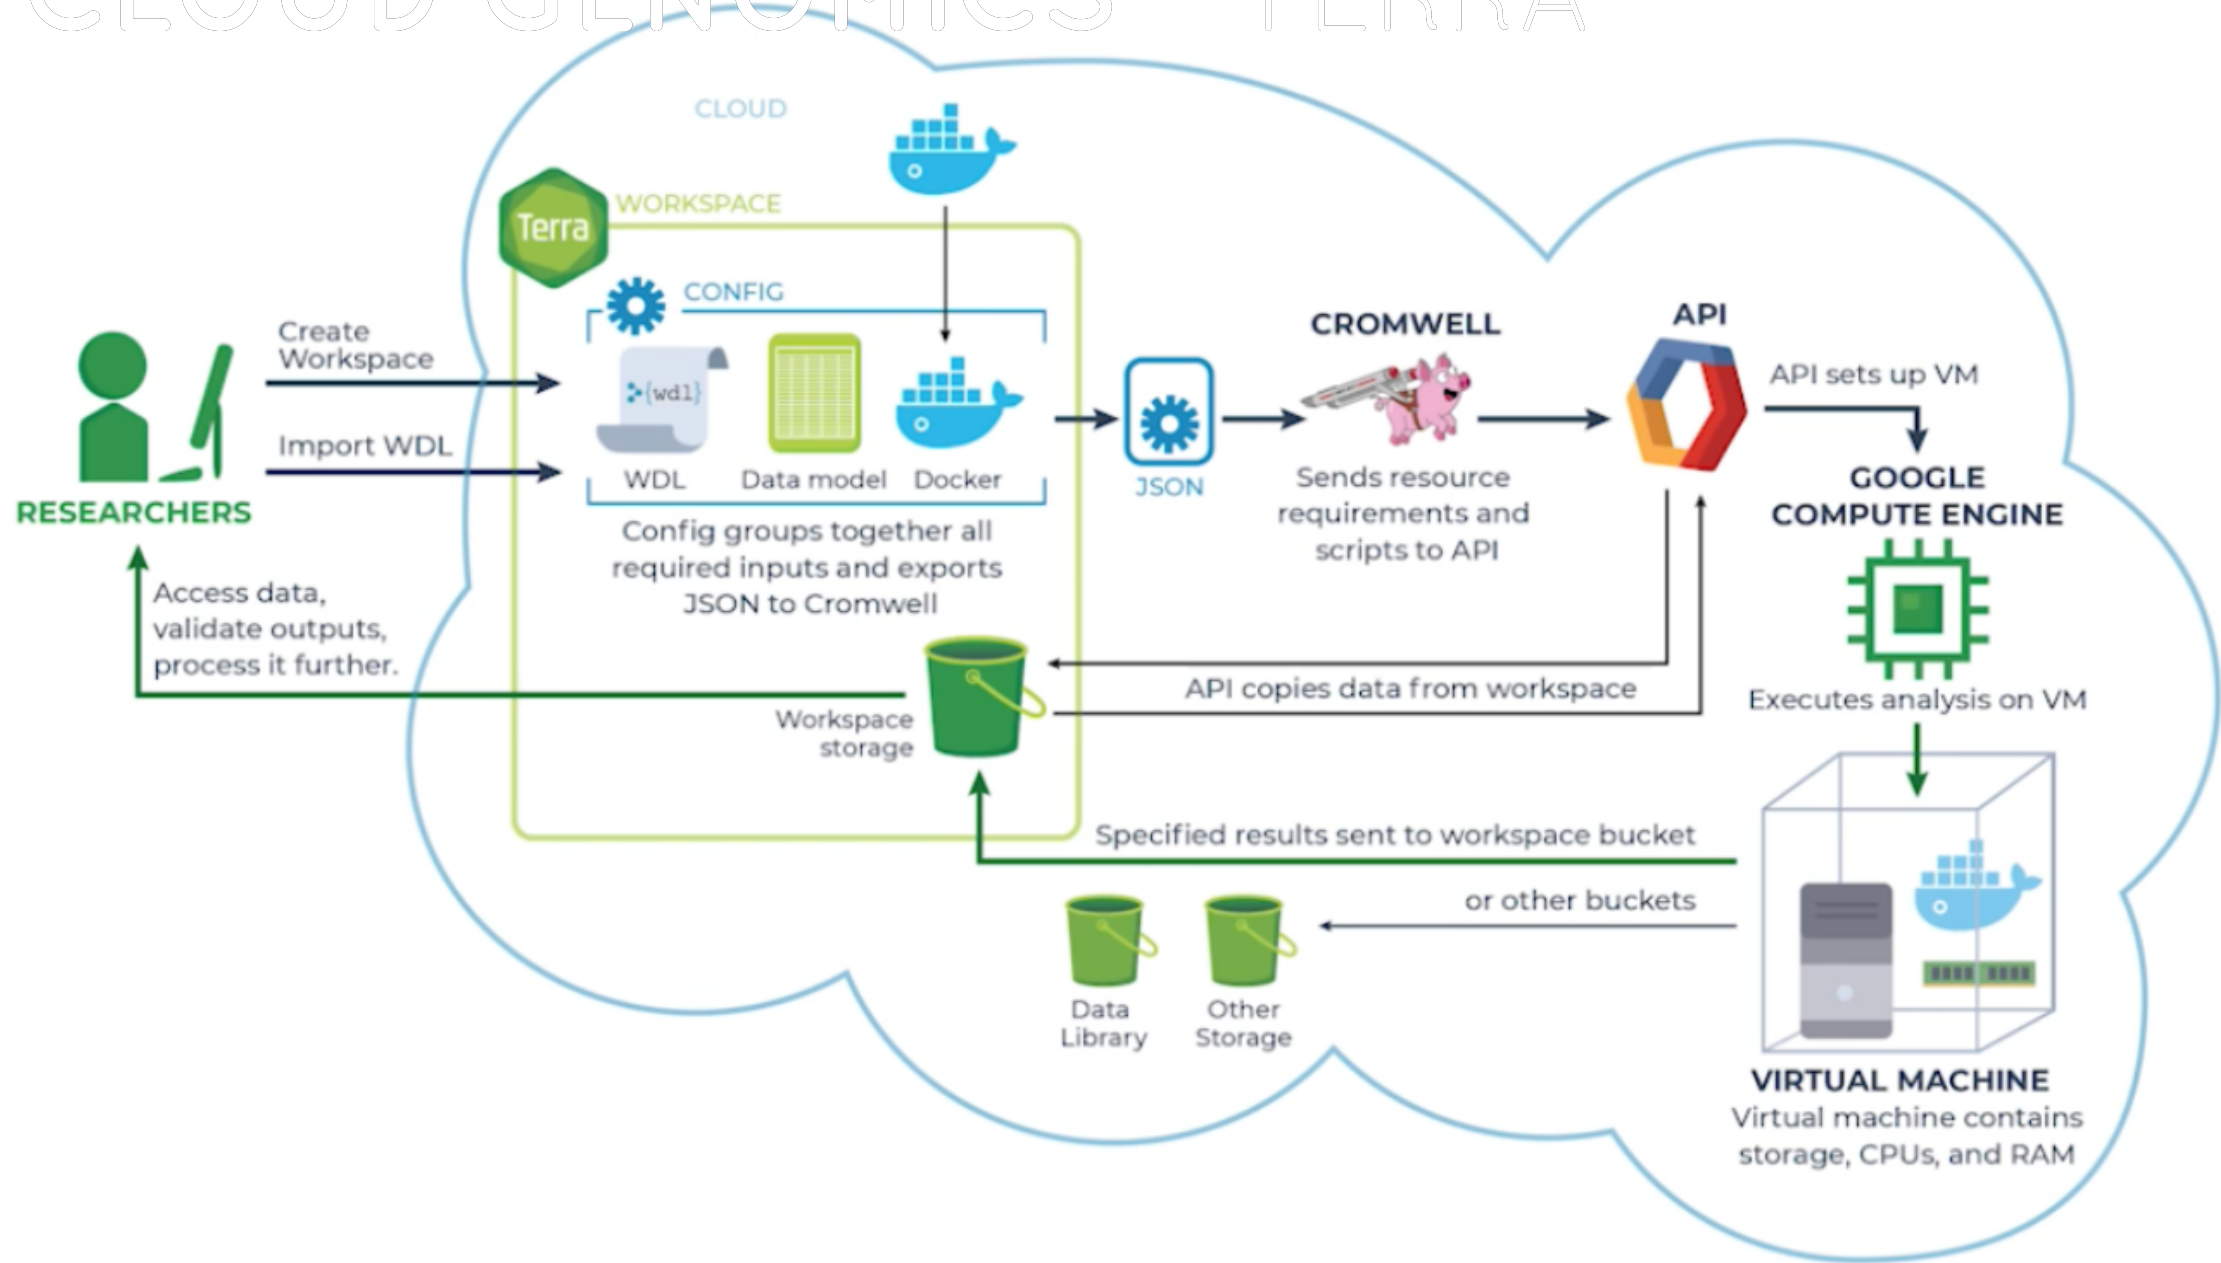 CLOUD GENOMICS TERRA
CLOUD
Terra
WORKSPACE
CONFIG
{wdl}
WDL
Data model
Docker
Config groups together all
required inputs and exports
JSON to Cromwell
Create
Workspace
Import WDL
RESEARCHERS
Access data,
validate outputs,
process it further.
Workspace
storage
JSON
CROMWELL
Sends resource
requirements and
scripts to API
API
API sets up VM
GOOGLE
COMPUTE ENGINE
Executes analysis on VM
API copies data from workspace
Specified results sent to workspace bucket
or other buckets
Data
Library
Other
Storage
VIRTUAL MACHINE
Virtual machine contains
storage, CPUs, and RAM